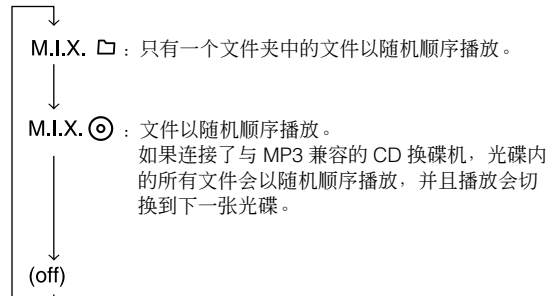 M.I.X. : 只有一个文件夹中的文件以随机顺序播放。
M.I.X. : 文件以随机顺序播放。
如果连接了与 MP3 兼容的 CD 换碟机，光碟内
的所有文件会以随机顺序播放，并且播放会切
换到下一张光碟。
(off)